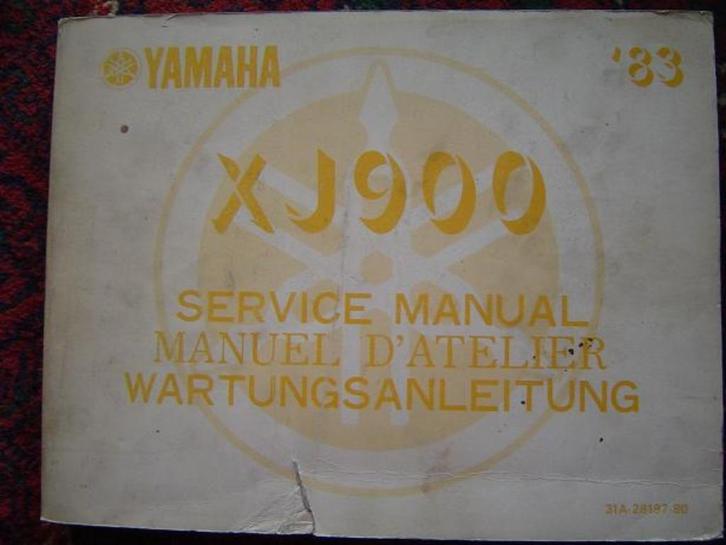 YAMAHA '83
XJ900
SERVICE MANUAL
MANUEL D'ATELIER
WARTUNGSANLEITUNG
31A-28197-80